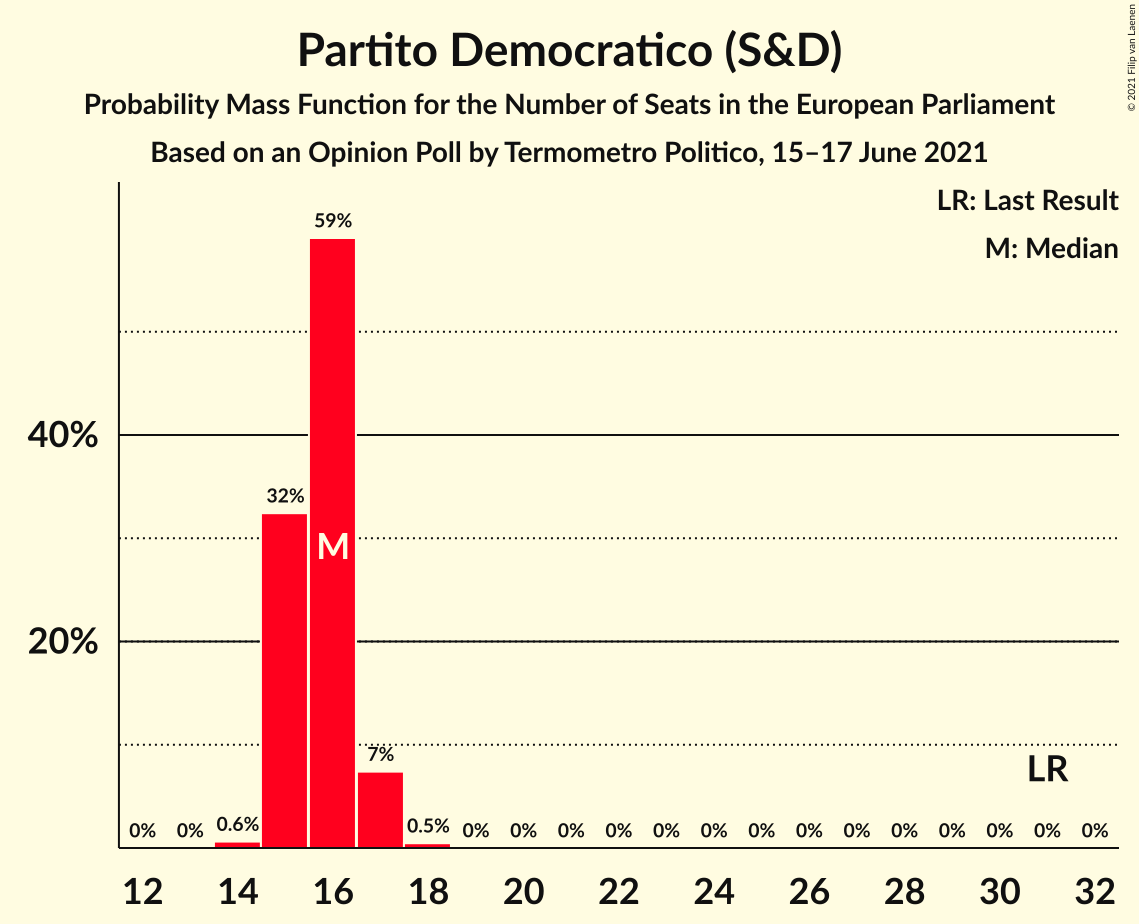 Partito Democratico (S&D)
Probability Mass Function for the Number of Seats in the European Parliament
Based on an Opinion Poll by Termometro Politico, 15–17 June 2021
© 2021 Filip van Laenen
LR: Last Result
M: Median
59%
40%
32%
M
20%
7%
LR
0% 0% 0.6% 0.5% 0% 0% 0% 0% 0% 0% 0% 0% 0% 0% 0% 0% 0% 0%
12 14 16 18 20 22 24 26 28 30 32